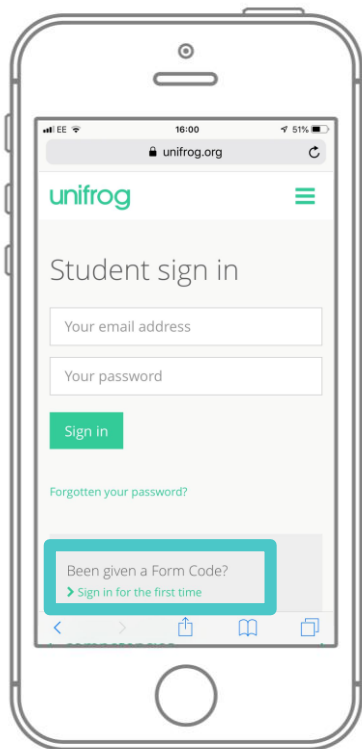 EE 16:00 51%
unifrog.org
unifrog
Student sign in
Your email address
Your password
Sign in
Forgotten your password?
Been given a Form Code?
Sign in for the first time